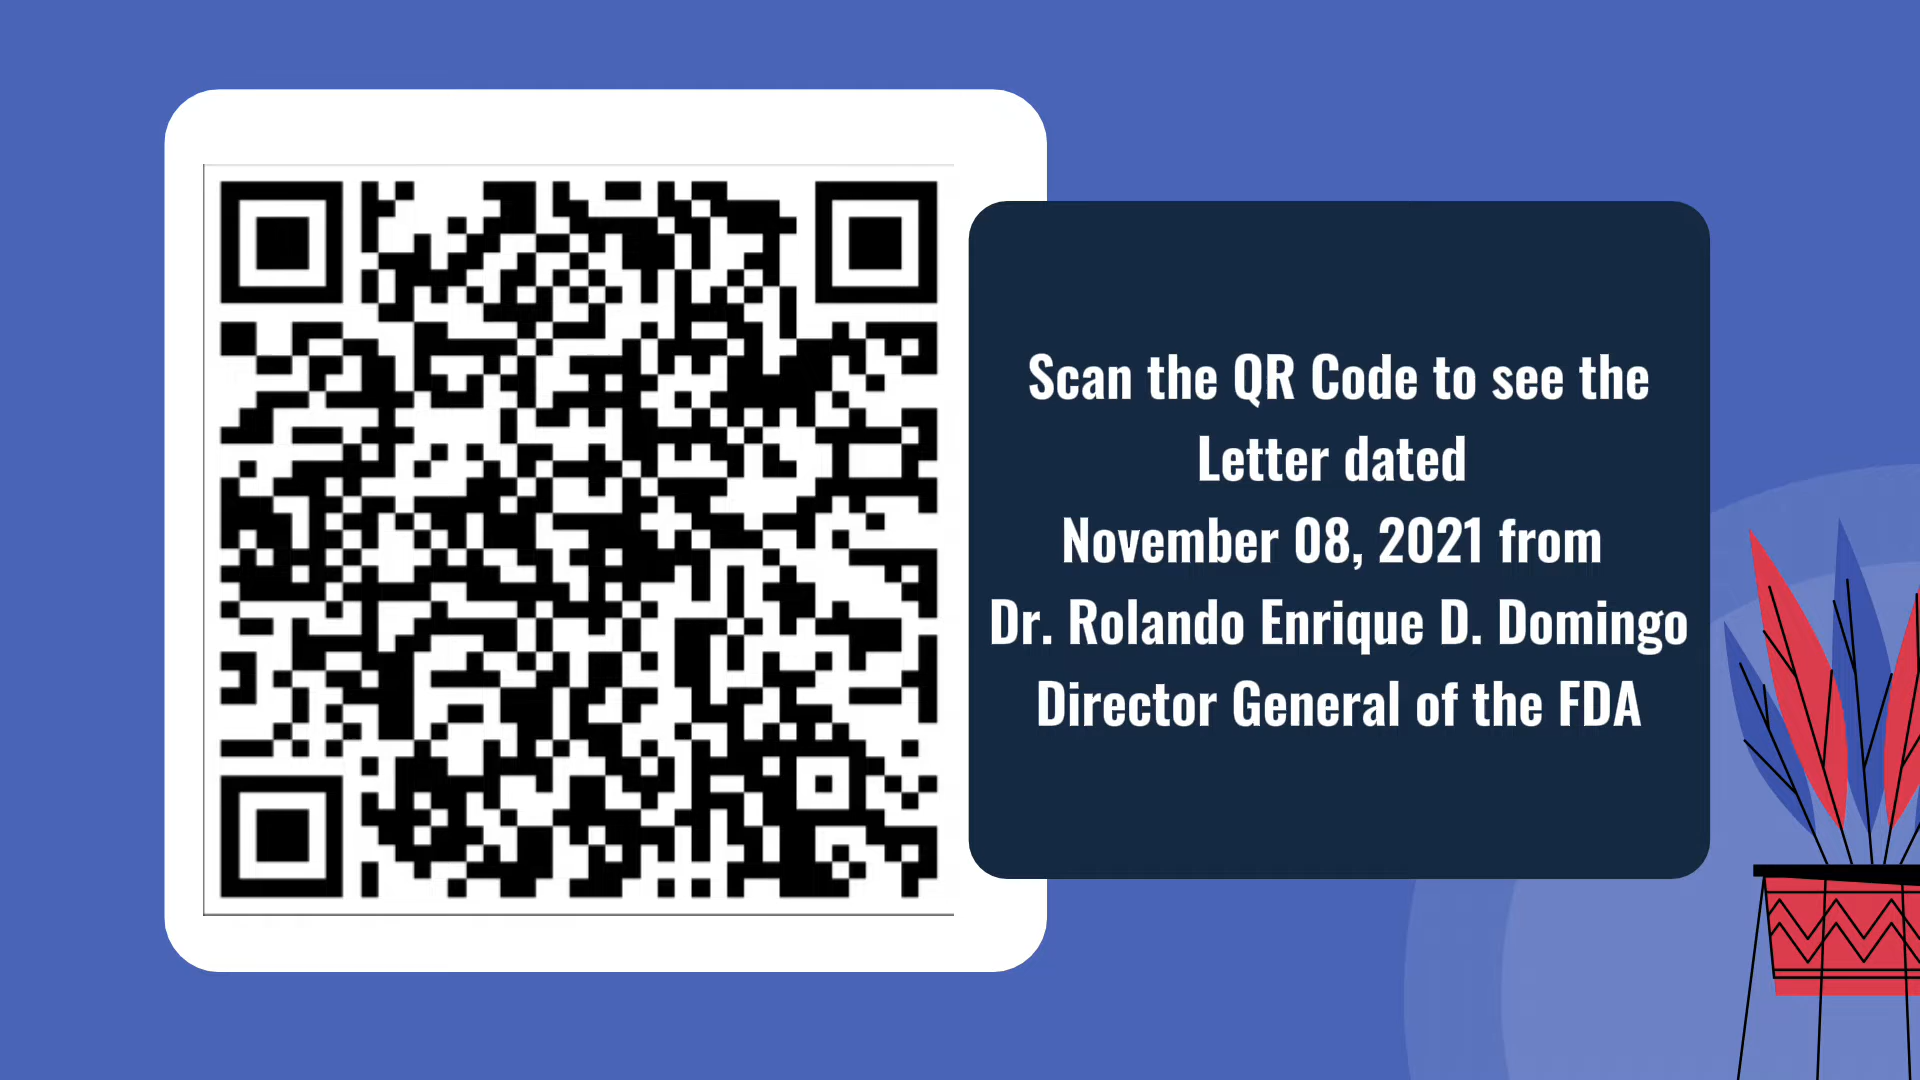 Scan the QR Code to see the
Letter dated
November 08, 2021 from
Dr. Rolando Enrique D. Domingo
Director General of the FDA